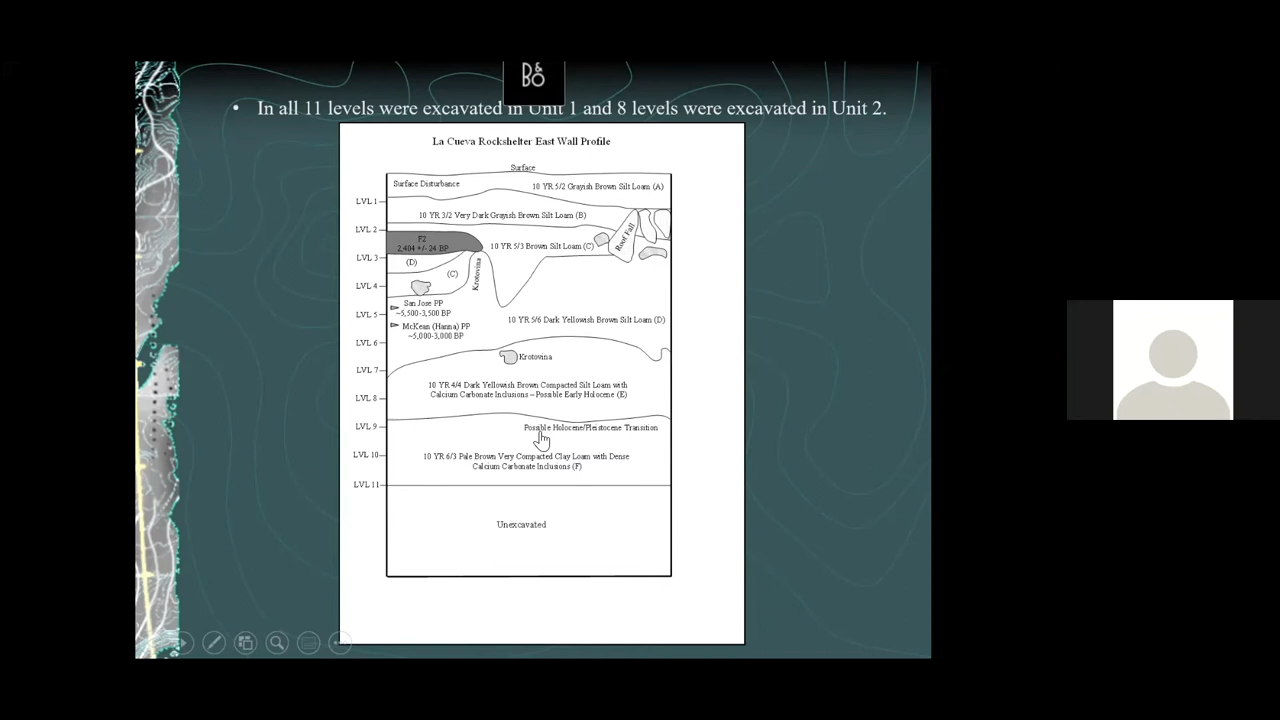 B&O
• In all 11 levels were excavated in Unit 1 and 8 levels were excavated in Unit 2.
La Cueva Rockshelter East Wall Profile
Surface
Surface Disturbance
10 YR 5/2 Grayish Brown Silt Loam (A)
LVL 1
10 YR 3/2 Very Dark Grayish Brown Silt Loam (B)
LVL 2
F2
2,404 +/- 24 BP
10 YR 5/3 Brown Silt Loam (C)
Roof Fall
LVL 3
(D)
(C)
Krotovina
LVL 4
San Jose PP
~5,500-3,500 BP
LVL 5
10 YR 5/6 Dark Yellowish Brown Silt Loam (D)
McKean (Hanna) PP
~5,000-3,000 BP
LVL 6
Krotovina
LVL 7
10 YR 4/4 Dark Yellowish Brown Compacted Silt Loam with
Calcium Carbonate Inclusions – Possible Early Holocene (E)
LVL 8
LVL 9
Possible Holocene/Pleistocene Transition
LVL 10
10 YR 6/3 Pale Brown Very Compacted Clay Loam with Dense
Calcium Carbonate Inclusions (F)
LVL 11
Unexcavated